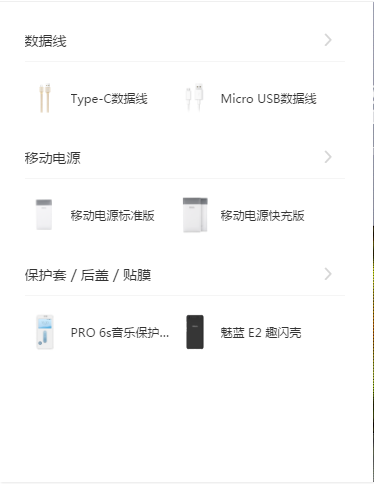 数据线
Type-C数据线 Micro USB数据线
移动电源
移动电源标准版 移动电源快充版
保护套 / 后盖 / 贴膜
PRO 6s音乐保护... 魅蓝 E2 趣闪壳